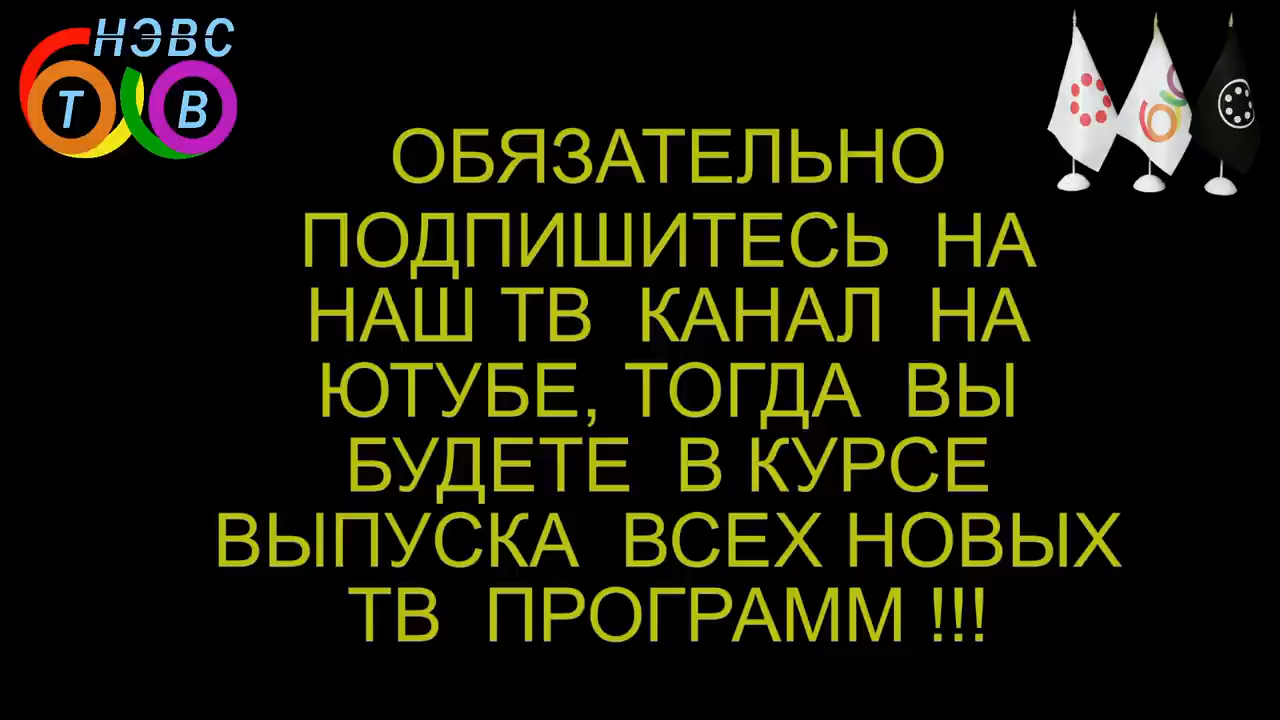 НЭВС
Т В
ОБЯЗАТЕЛЬНО
ПОДПИШИТЕСЬ НА
НАШ ТВ КАНАЛ НА
ЮТУБЕ, ТОГДА ВЫ
БУДЕТЕ В КУРСЕ
ВЫПУСКА ВСЕХ НОВЫХ
ТВ ПРОГРАММ !!!